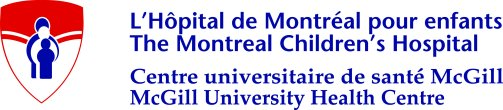 L'Hôpital de Montréal pour enfants
The Montreal Children's Hospital
Centre universitaire de santé McGill
McGill University Health Centre